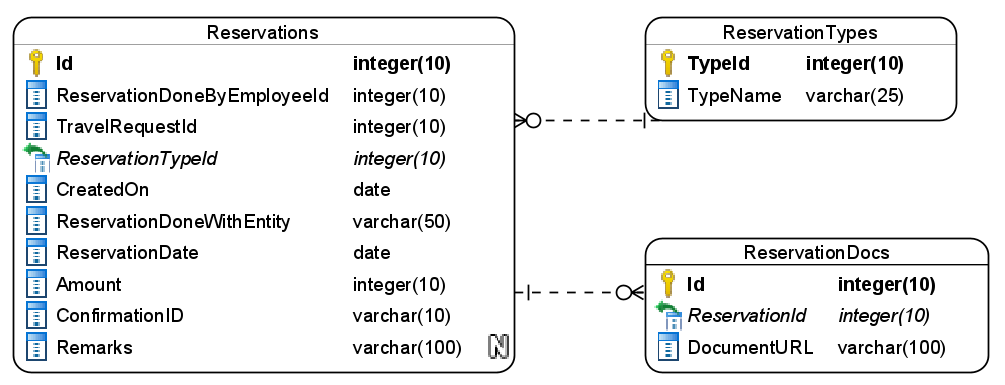 Reservations
Id integer(10)
ReservationDoneByEmployeeId integer(10)
TravelRequestId integer(10)
ReservationTypeId integer(10)
CreatedOn date
ReservationDoneWithEntity varchar(50)
ReservationDate date
Amount integer(10)
ConfirmationID varchar(10)
Remarks varchar(100) N
ReservationTypes
TypeId integer(10)
TypeName varchar(25)
ReservationDocs
Id integer(10)
ReservationId integer(10)
DocumentURL varchar(100)